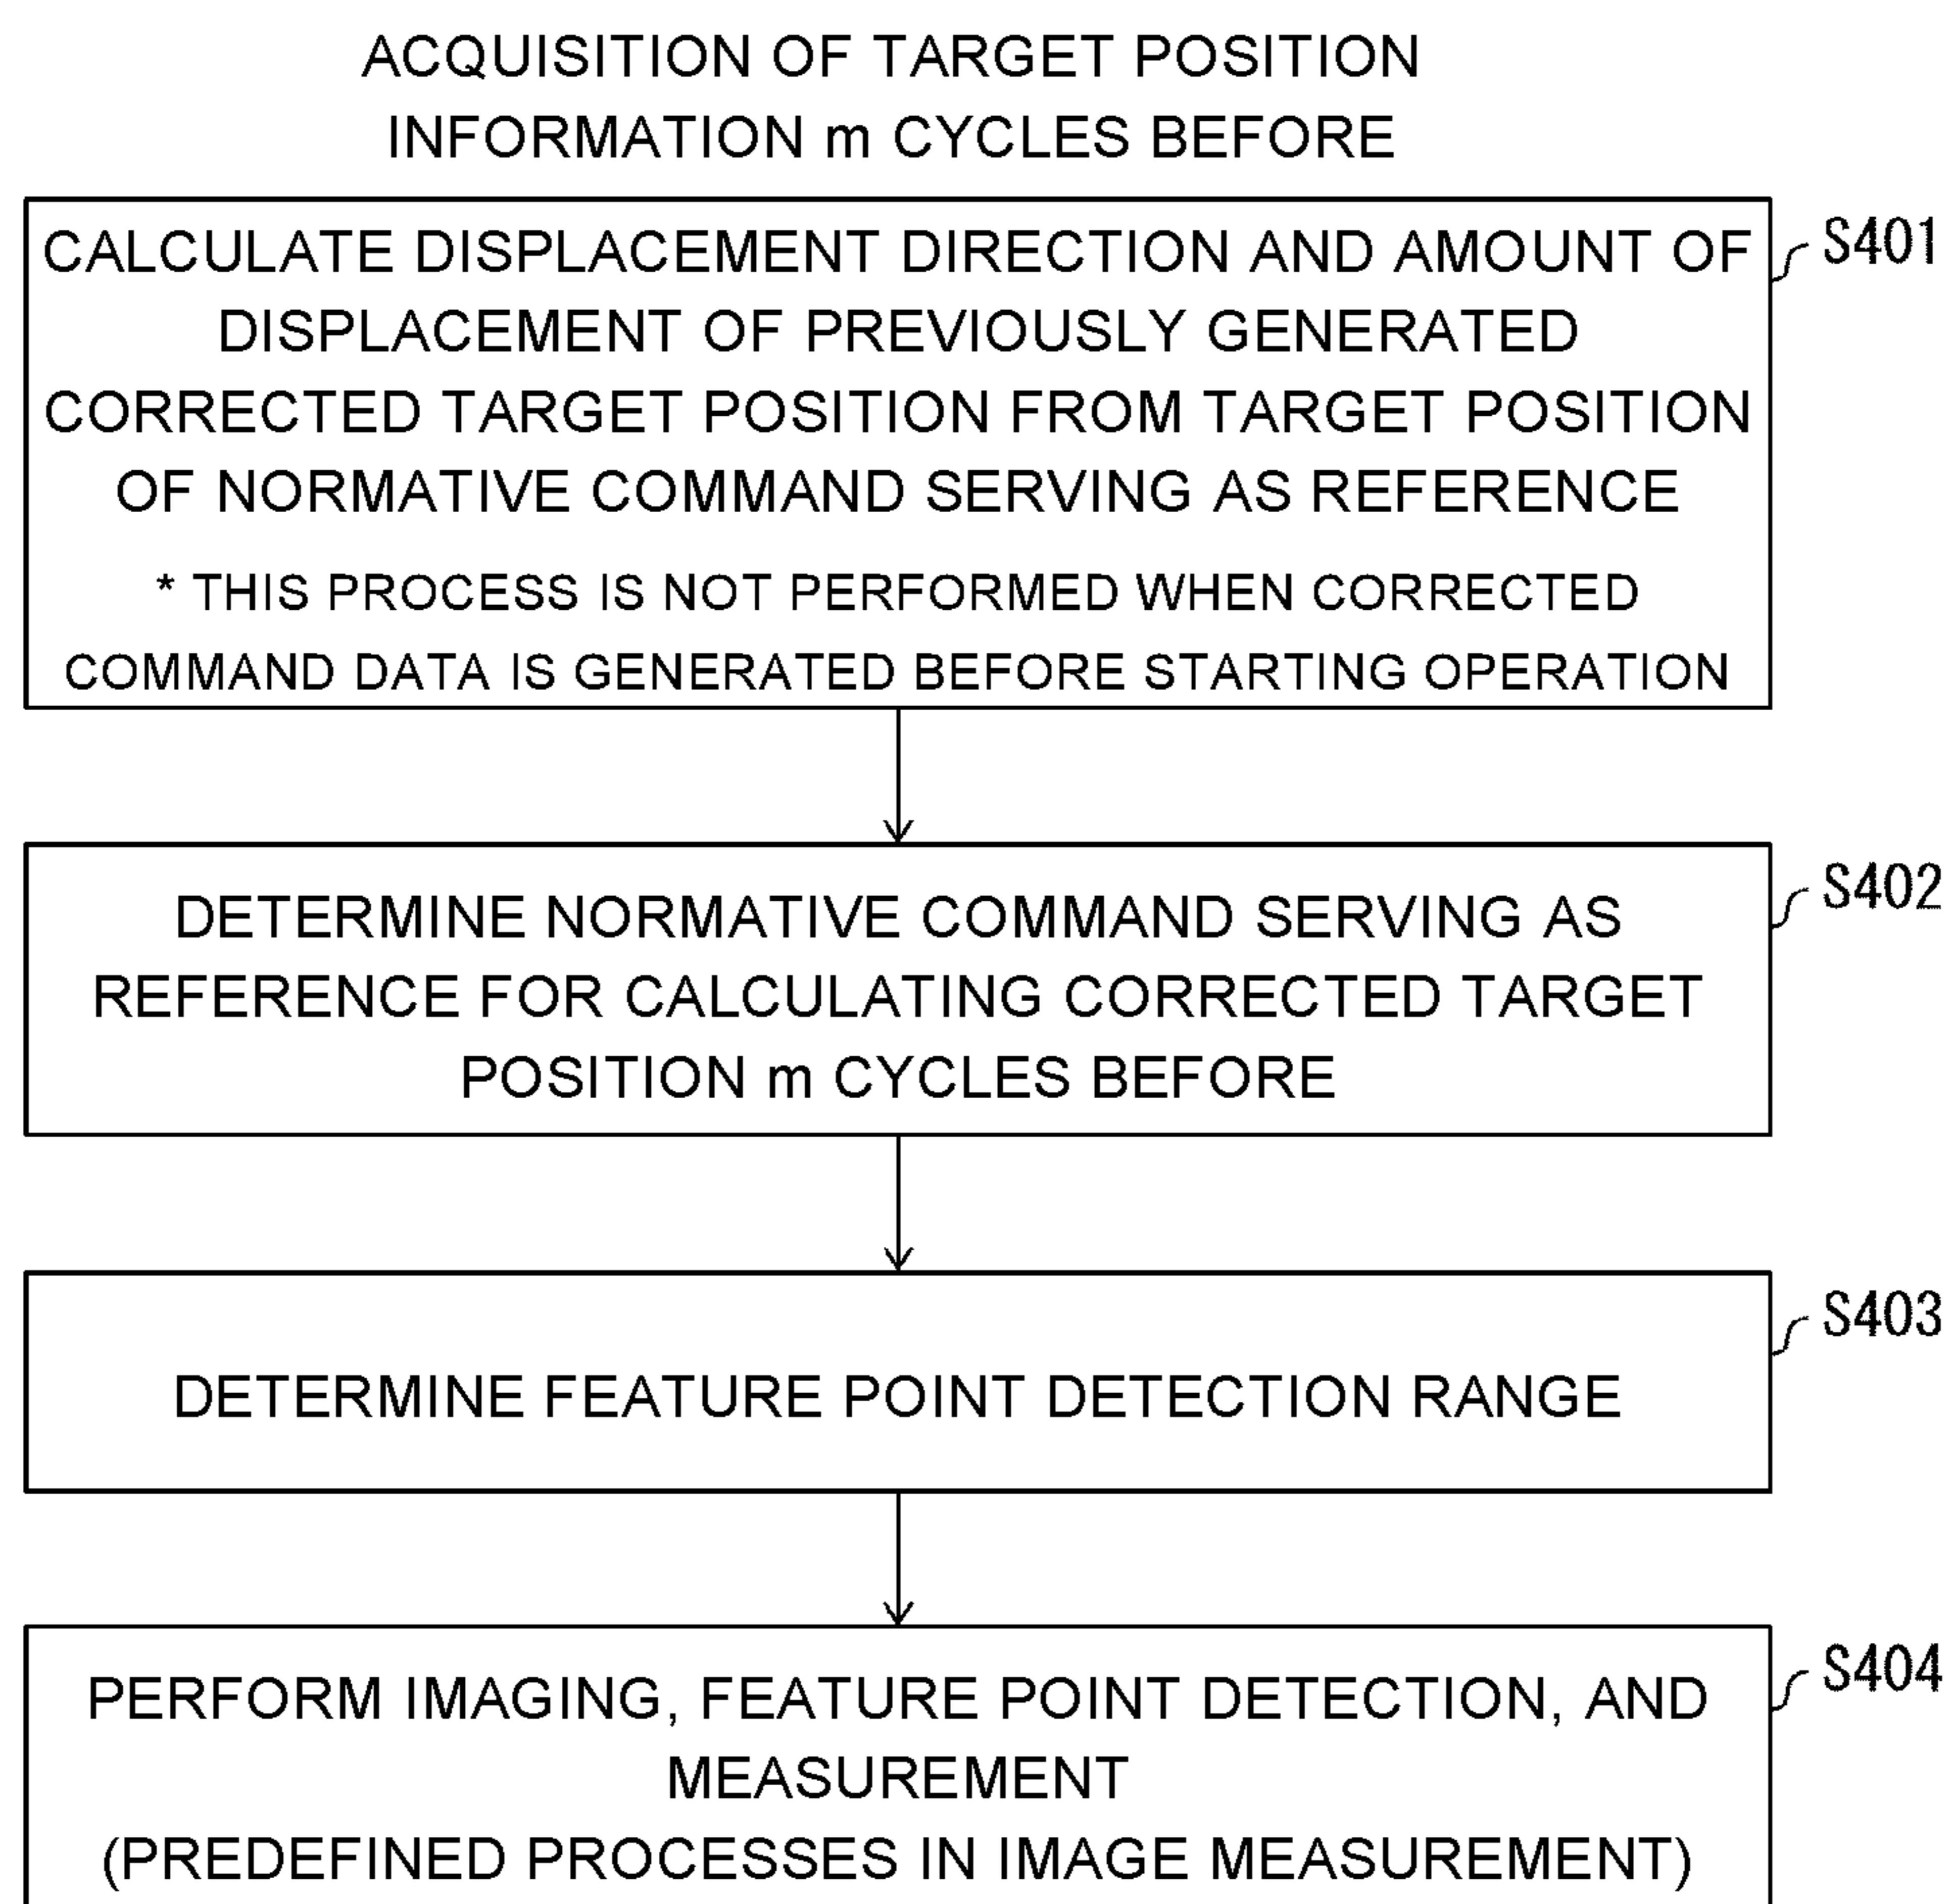 ACQUISITION OF TARGET POSITION
INFORMATION m CYCLES BEFORE
CALCULATE DISPLACEMENT DIRECTION AND AMOUNT OF
DISPLACEMENT OF PREVIOUSLY GENERATED
CORRECTED TARGET POSITION FROM TARGET POSITION
OF NORMATIVE COMMAND SERVING AS REFERENCE
* THIS PROCESS IS NOT PERFORMED WHEN CORRECTED
COMMAND DATA IS GENERATED BEFORE STARTING OPERATION
S401
DETERMINE NORMATIVE COMMAND SERVING AS
REFERENCE FOR CALCULATING CORRECTED TARGET
POSITION m CYCLES BEFORE
S402
DETERMINE FEATURE POINT DETECTION RANGE
S403
PERFORM IMAGING, FEATURE POINT DETECTION, AND
MEASUREMENT
(PREDEFINED PROCESSES IN IMAGE MEASUREMENT)
S404